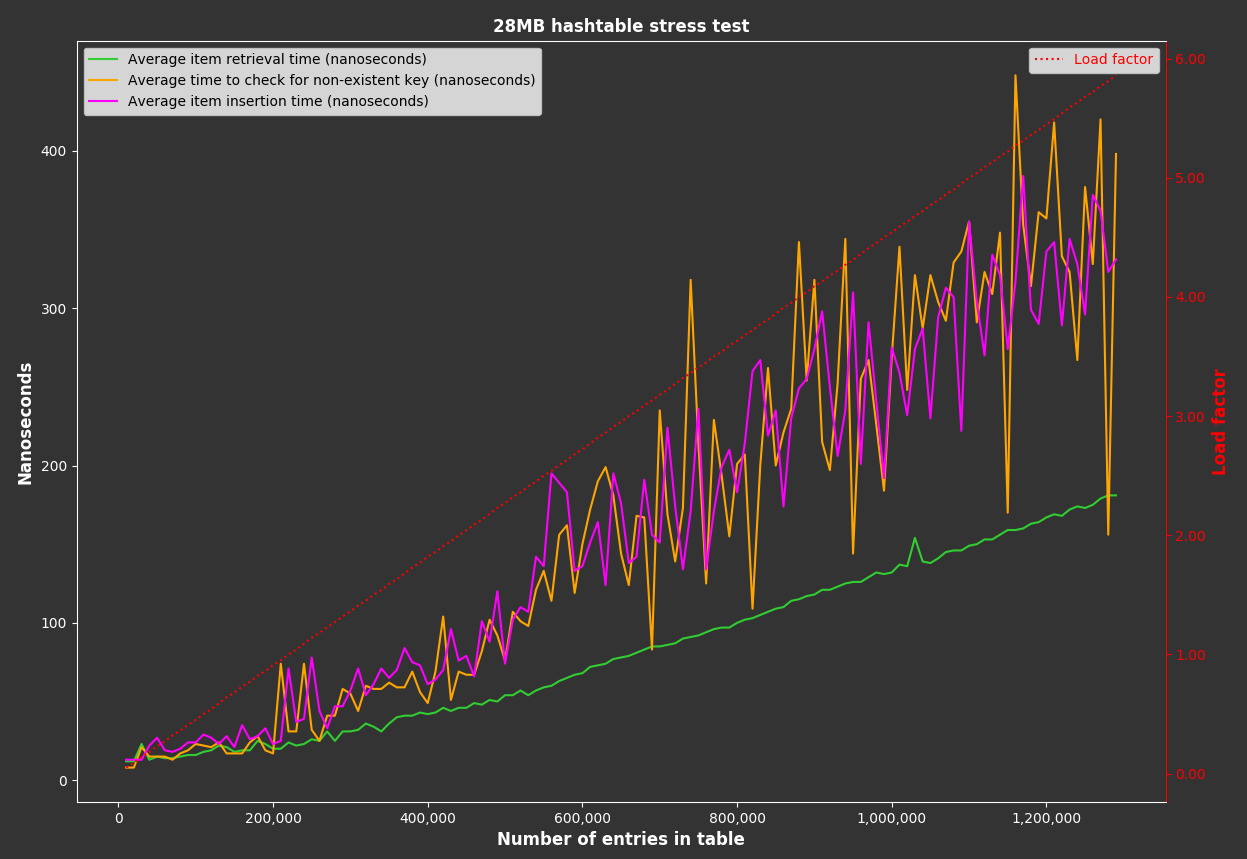 28MB hashtable stress test
Average item retrieval time (nanoseconds)
Average time to check for non-existent key (nanoseconds)
Average item insertion time (nanoseconds)
Load factor
Nanoseconds
400
300
200
100
0
6.00
5.00
4.00
3.00
2.00
1.00
0.00
Load factor
0 200,000 400,000 600,000 800,000 1,000,000 1,200,000
Number of entries in table